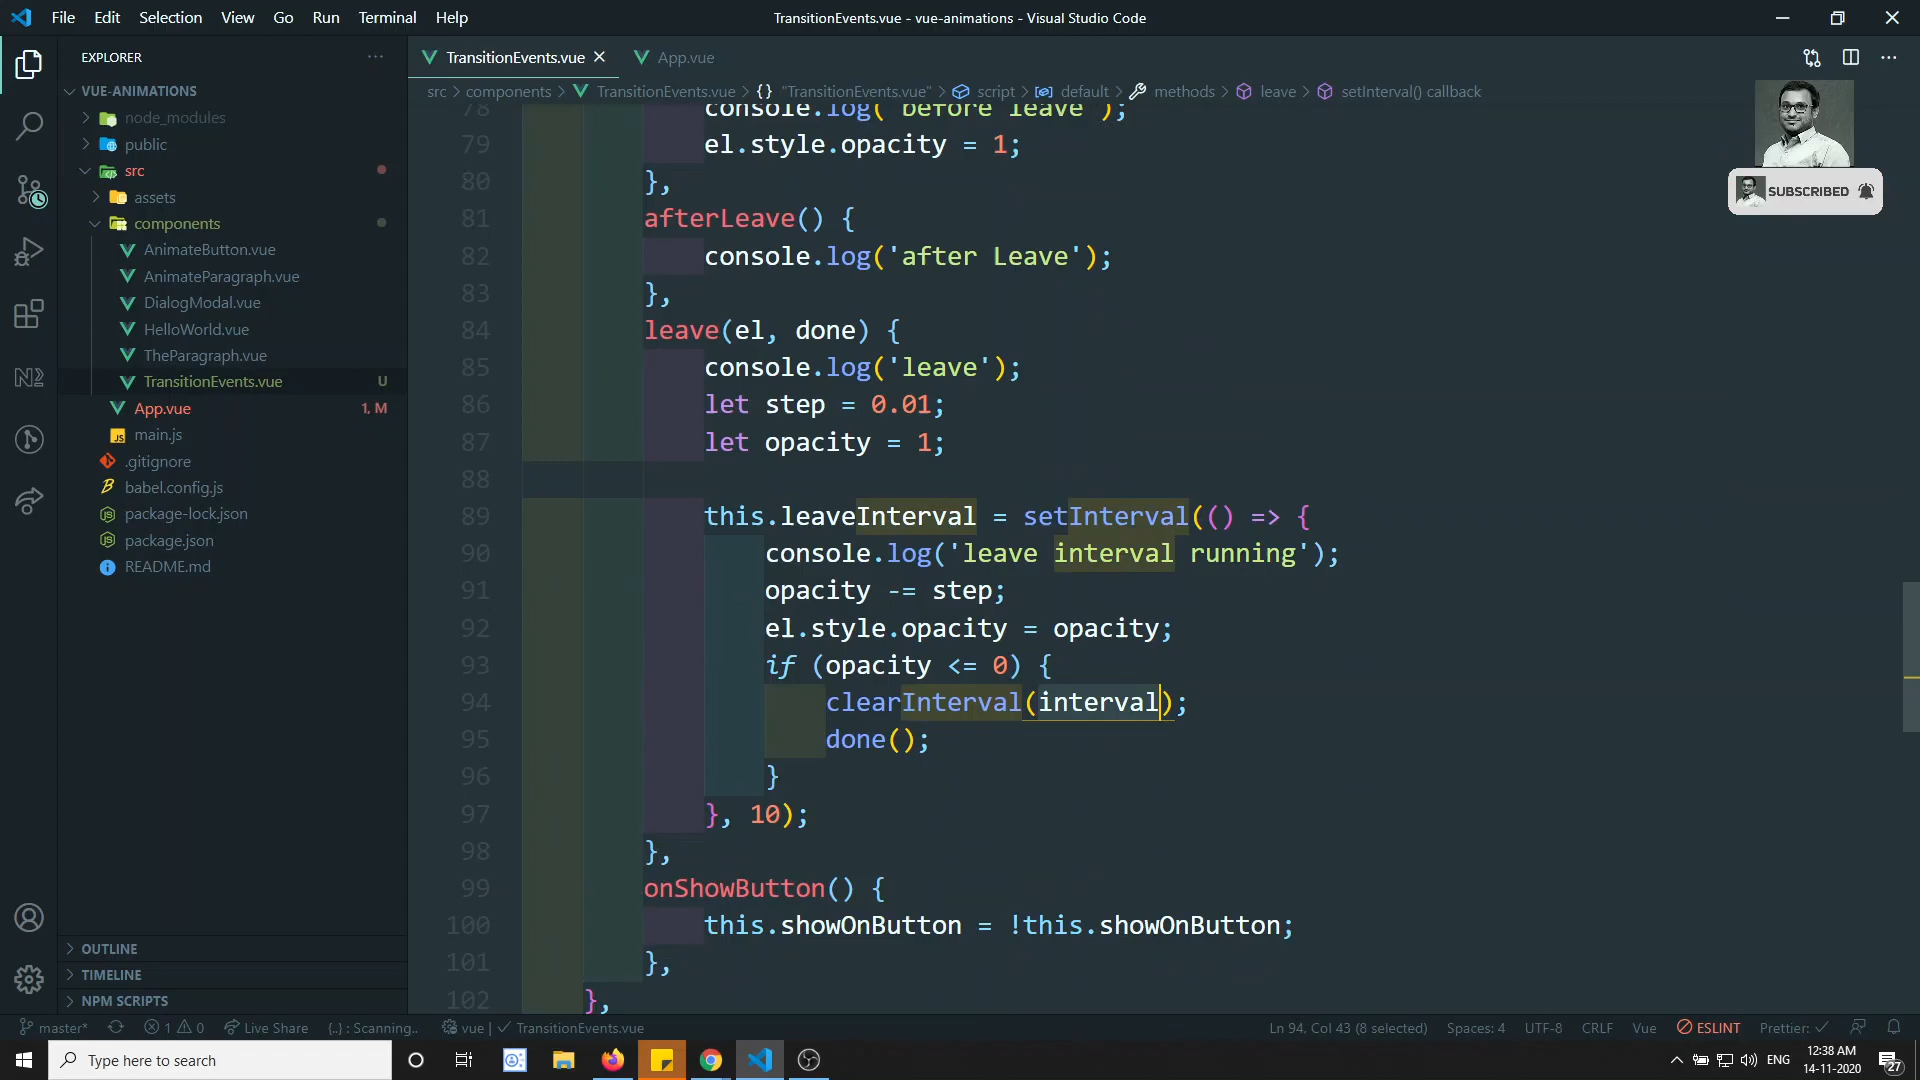 File Edit Selection View Go Run Terminal Help
TransitionEvents.vue - vue-animations - Visual Studio Code
EXPLORER
TransitionEvents.vue
App.vue
src > components > TransitionEvents.vue > {} "TransitionEvents.vue" > script > default > methods > leave > setInterval() callback
VUE-ANIMATIONS
node_modules
public
src
assets
components
AnimateButton.vue
AnimateParagraph.vue
DialogModal.vue
HelloWorld.vue
TheParagraph.vue
TransitionEvents.vue U
App.vue 1, M
main.js
.gitignore
babel.config.js
package-lock.json
package.json
README.md
OUTLINE
TIMELINE
NPM SCRIPTS
78 console.log('before leave');
79 el.style.opacity = 1;
80 },
81 afterLeave() {
82 console.log('after Leave');
83 },
84 leave(el, done) {
85 console.log('leave');
86 let step = 0.01;
87 let opacity = 1;
88
89 this.leaveInterval = setInterval(() => {
90 console.log('leave interval running');
91 opacity -= step;
92 el.style.opacity = opacity;
93 if (opacity <= 0) {
94 clearInterval(interval);
95 done();
96 }
97 }, 10);
98 },
99 onShowButton() {
100 this.showOnButton = !this.showOnButton;
101 },
102 },
SUBSCRIBED
master* 1 0 Live Share {..} : Scanning.. vue | ✓ TransitionEvents.vue
Ln 94, Col 43 (8 selected) Spaces: 4 UTF-8 CRLF Vue ESLINT Prettier: ✓
Type here to search
ENG
12:38 AM
14-11-2020
27